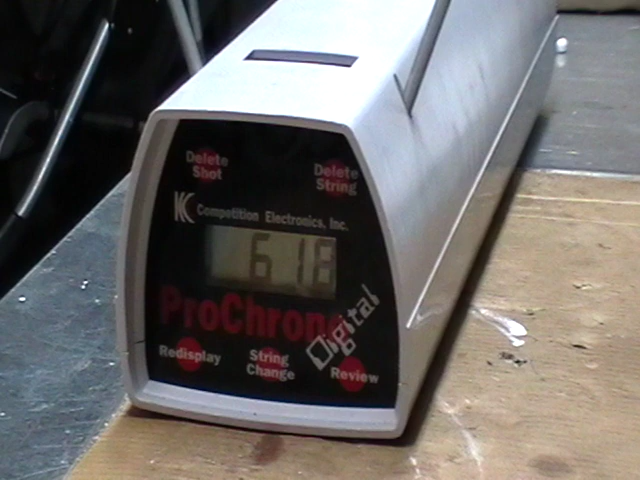 Delete Shot
Delete String
Competition Electronics, Inc.
618
ProChrono
Digital
Redisplay
String Change
Review